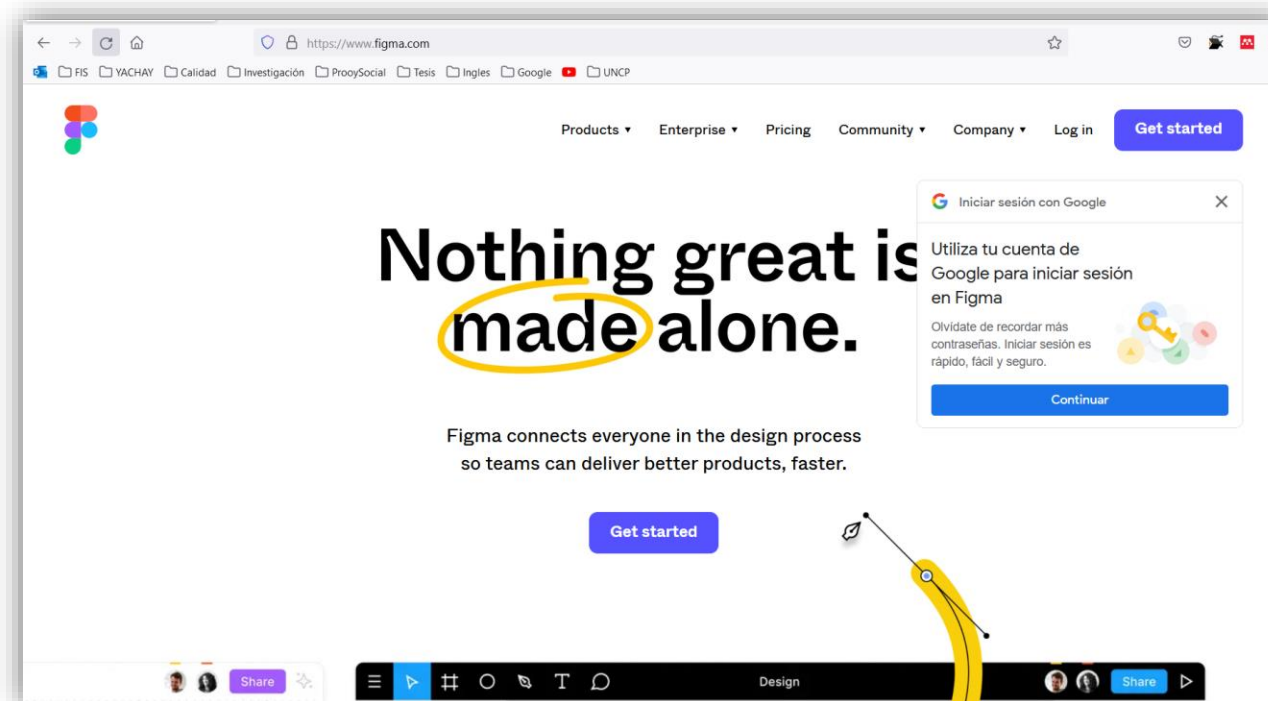 https://www.figma.com
FIS YACHAY Calidad Investigación ProoySocial Tesis Ingles Google UNCP
Products Enterprise Pricing Community Company Log in Get started
Iniciar sesión con Google
Utiliza tu cuenta de
Google para iniciar sesión
en Figma
Olvídate de recordar más
contraseñas. Iniciar sesión es
rápido, fácil y seguro.
Continuar
Nothing great is
made alone.
Figma connects everyone in the design process
so teams can deliver better products, faster.
Get started
Share
Design
Share